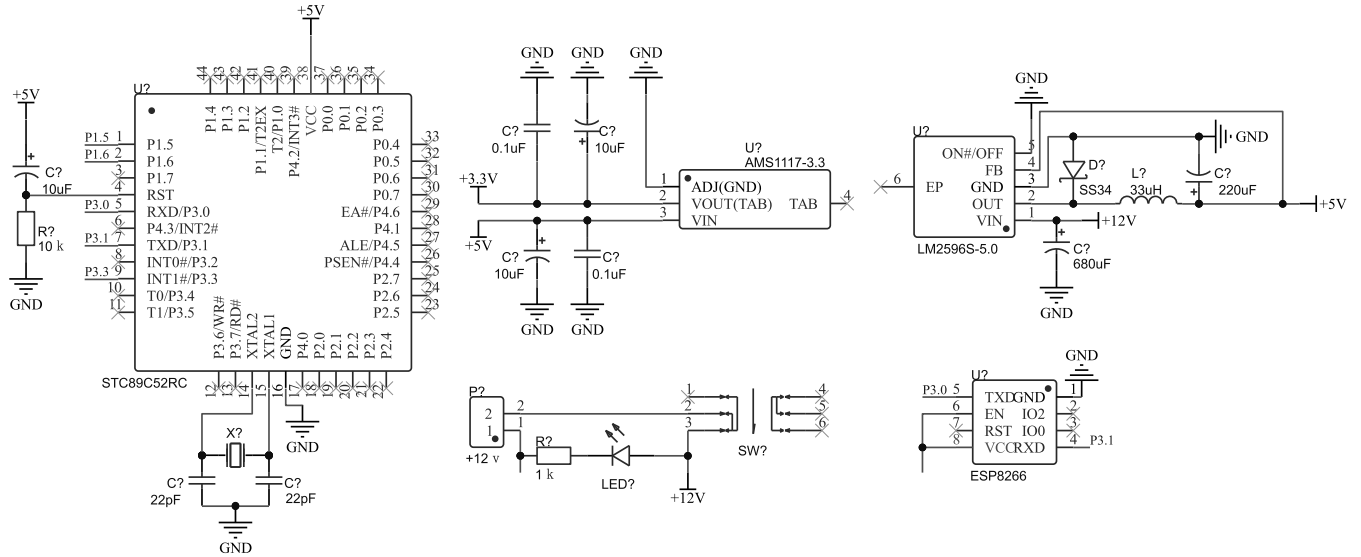 +5V
U?
44
43
42
41
40
39
38
37
36
35
34
P1.4
P1.3
P1.2
P1.1/T2EX
T2/P1.0
P4.2/INT3#
VCC
P0.0
P0.1
P0.2
P0.3
P1.5 1 P1.5
P1.6 2 P1.6
3 P1.7
4 RST
P3.0 5 RXD/P3.0
6 P4.3/INT2#
P3.1 7 TXD/P3.1
8 INT0#/P3.2
P3.3 9 INT1#/P3.3
10 T0/P3.4
11 T1/P3.5
P0.4 33
P0.5 32
P0.6 31
P0.7 30
EA#/P4.6 29
P4.1 28
ALE/P4.5 27
PSEN#/P4.4 26
P2.7 25
P2.6 24
P2.5 23
P3.6/WR#
P3.7/RD#
XTAL2
XTAL1
GND
P4.0
P2.0
P2.1
P2.2
P2.3
P2.4
12
13
14
15
16
17
18
19
20
21
22
STC89C52RC
+5V
+
C?
10uF
R?
10 k
GND
GND
X?
C?
22pF
C?
22pF
GND
GND
GND
GND
C?
0.1uF
C?
+
10uF
U?
AMS1117-3.3
+3.3V
+5V
1 ADJ(GND)
2 VOUT(TAB)
3 VIN
TAB 4
+
C?
10uF
C?
0.1uF
GND
GND
GND
U?
6 EP
ON#/OFF 5
FB 4
GND 3
OUT 2
VIN 1
LM2596S-5.0
GND
D?
SS34
L?
33uH
C?
+
220uF
+5V
+12V
+
C?
680uF
GND
P?
2 2
1 1
+12 v
R?
1 k
LED?
1
2
3
4
5
6
SW?
+12V
GND
U?
P3.0 5 TXD
6 EN
7 RST
8 VCC
GND 1
IO2 2
IO0 3
RXD 4 P3.1
ESP8266